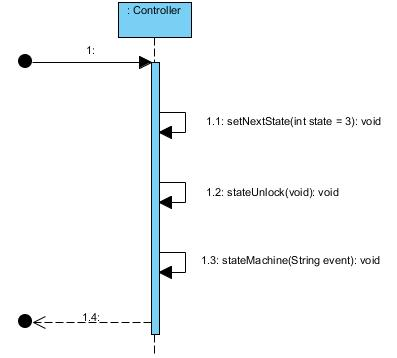 : Controller
1:
1.1: setNextState(int state = 3): void
1.2: stateUnlock(void): void
1.3: stateMachine(String event): void
1.4: